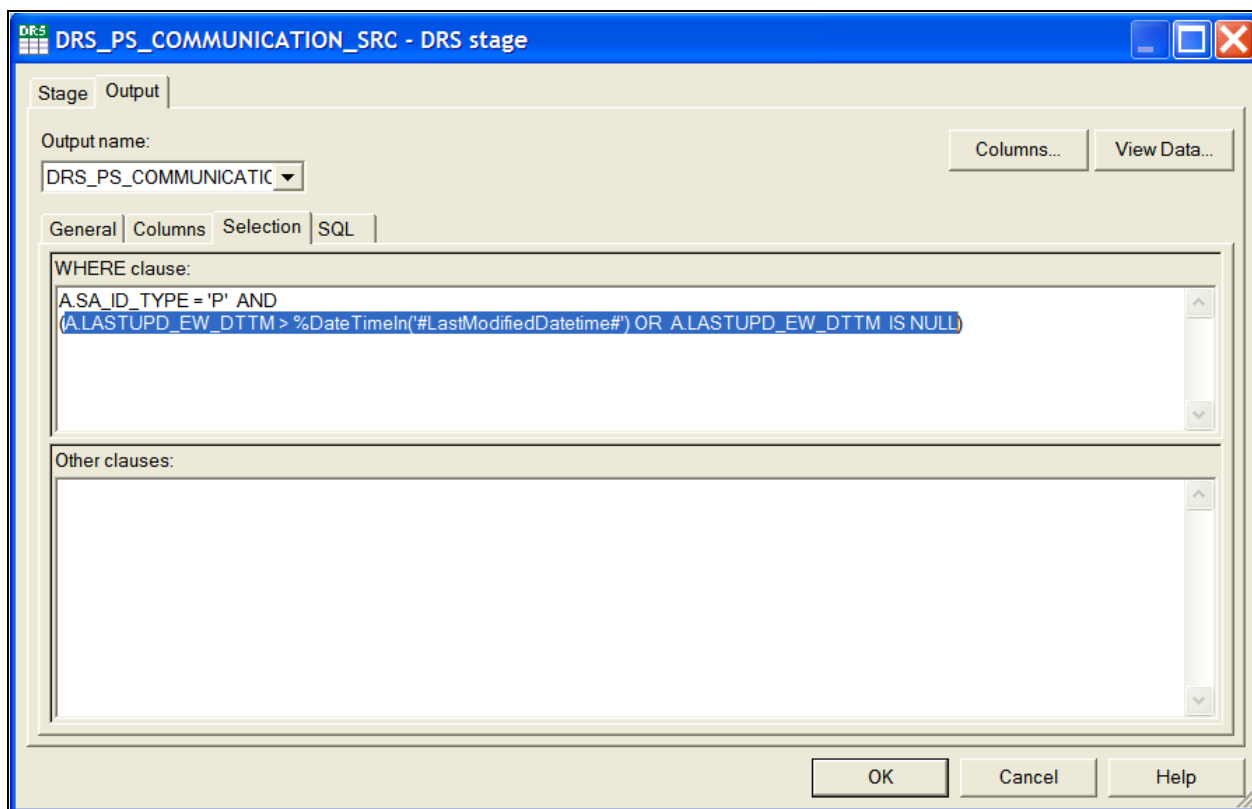 DRS
DRS_PS_COMMUNICATION_SRC - DRS stage
Stage Output
Output name:
Columns... View Data...
DRS_PS_COMMUNICATIC
General Columns Selection SQL
WHERE clause:
A.SA_ID_TYPE = 'P' AND
(A.LASTUPD_EW_DTTM > %DateTimeIn('#LastModifiedDatetime#') OR A.LASTUPD_EW_DTTM IS NULL)
Other clauses:
OK Cancel Help